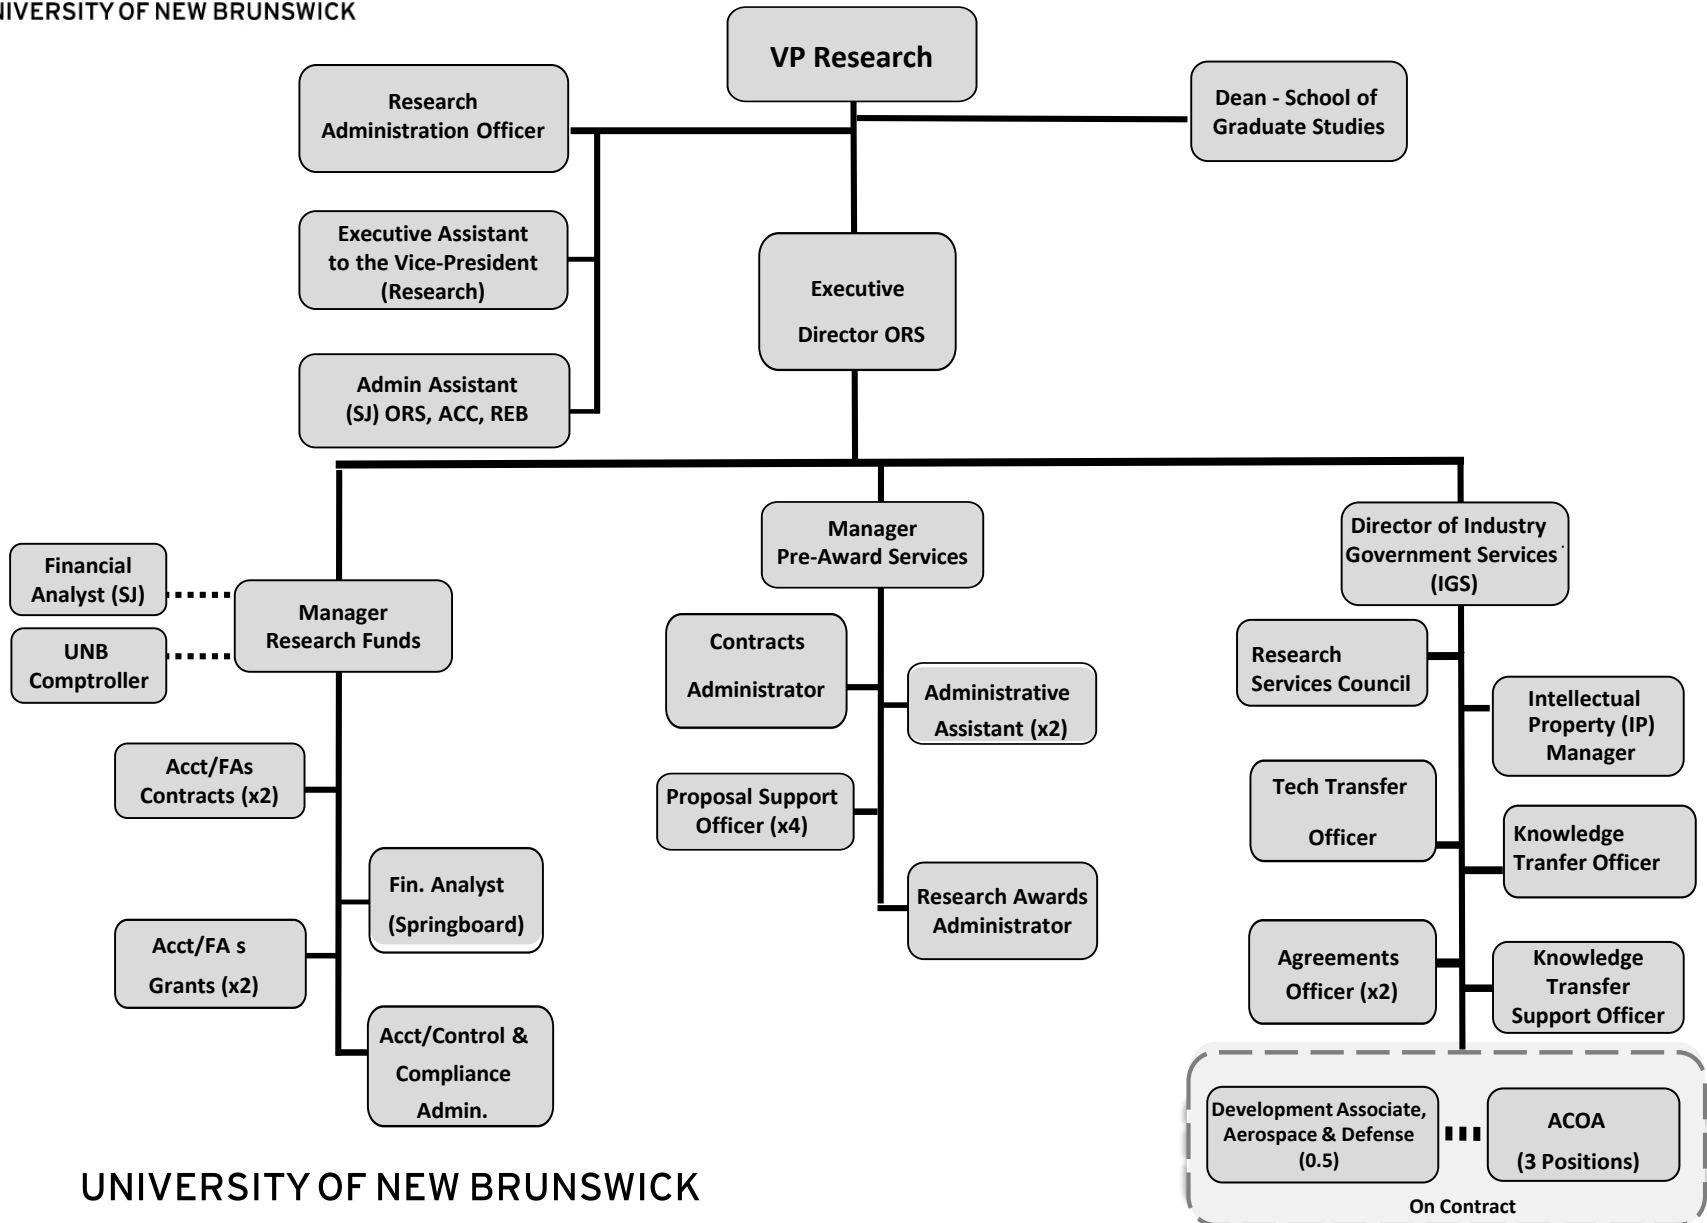 UNIVERSITY OF NEW BRUNSWICK
VP Research
Research
Administration Officer
Dean - School of
Graduate Studies
Executive Assistant
to the Vice-President
(Research)
Executive
Director ORS
Admin Assistant
(SJ) ORS, ACC, REB
Financial
Analyst (SJ)
UNB
Comptroller
Manager
Research Funds
Acct/FAs
Contracts (x2)
Fin. Analyst
(Springboard)
Acct/FA s
Grants (x2)
Acct/Control &
Compliance
Admin.
Manager
Pre-Award Services
Contracts
Administrator
Administrative
Assistant (x2)
Proposal Support
Officer (x4)
Research Awards
Administrator
Director of Industry
Government Services
(IGS)
Research
Services Council
Intellectual
Property (IP)
Manager
Tech Transfer
Officer
Knowledge
Tranfer Officer
Agreements
Officer (x2)
Knowledge
Transfer
Support Officer
Development Associate,
Aerospace & Defense
(0.5)
ACOA
(3 Positions)
On Contract
UNIVERSITY OF NEW BRUNSWICK